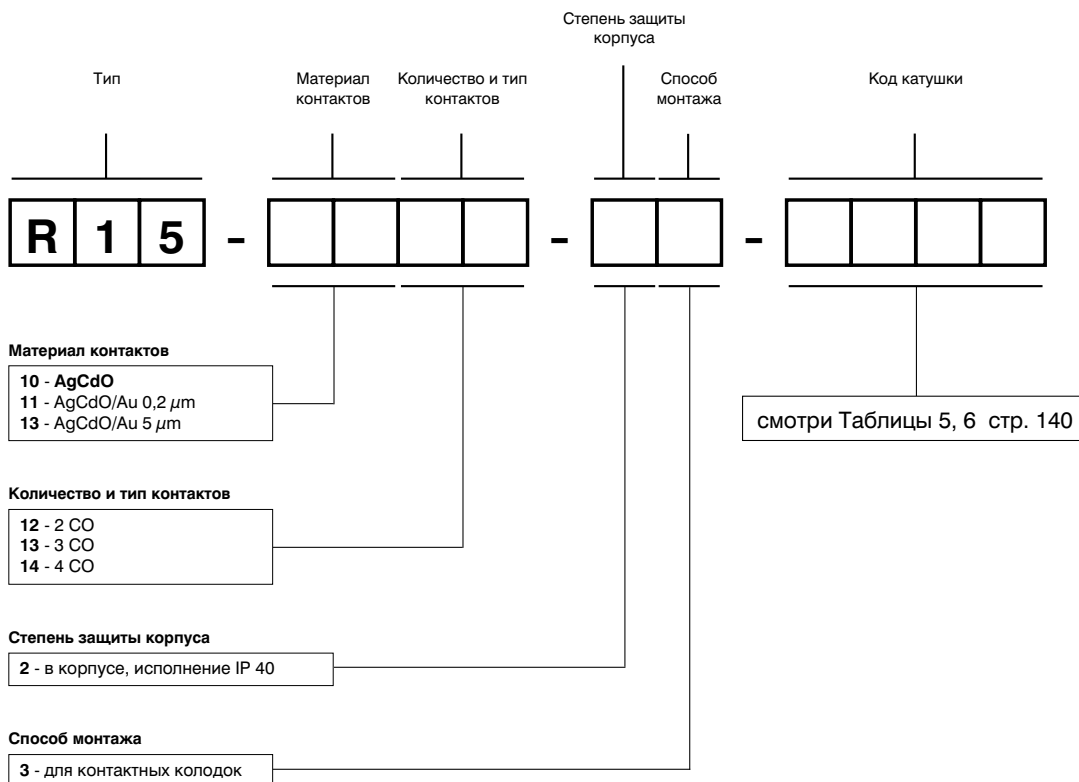 Степень защиты
корпуса
Тип
Материал
контактов
Количество и тип
контактов
Способ
монтажа
Код катушки
R 1 5 - - -
Материал контактов
10 - AgCdO
11 - AgCdO/Au 0,2 µm
13 - AgCdO/Au 5 µm
смотри Таблицы 5, 6 стр. 140
Количество и тип контактов
12 - 2 CO
13 - 3 CO
14 - 4 CO
Степень защиты корпуса
2 - в корпусе, исполнение IP 40
Способ монтажа
3 - для контактных колодок